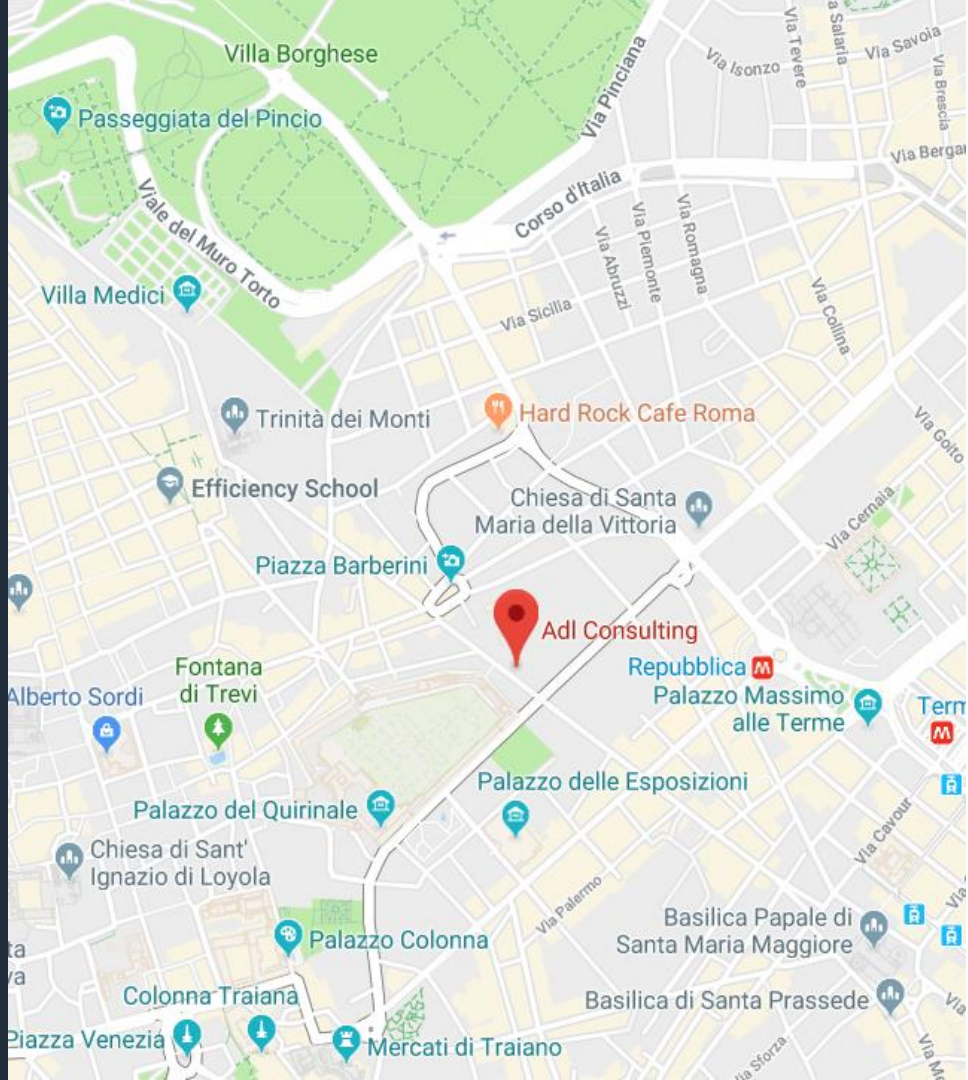 Villa Borghese
Passeggiata del Pincio
Via Pinciana
Via Isonzo
Via Tevere
Via Savoia
Via Brescia
Corso d'Italia
Viale del Muro Torto
Villa Medici
Via Sicilia
Via Abruzzi
Via Piemonte
Via Romagna
Via Collina
Via Goito
Trinità dei Monti
Hard Rock Cafe Roma
Efficiency School
Chiesa di Santa
Maria della Vittoria
Via Cernaia
Piazza Barberini
Adl Consulting
Repubblica
Palazzo Massimo
alle Terme
Fontana
di Trevi
Alberto Sordi
Palazzo delle Esposizioni
Palazzo del Quirinale
Via Cavour
Chiesa di Sant'
Ignazio di Loyola
Via Palermo
Palazzo Colonna
Basilica Papale di
Santa Maria Maggiore
Colonna Traiana
Basilica di Santa Prassede
Piazza Venezia
Mercati di Traiano